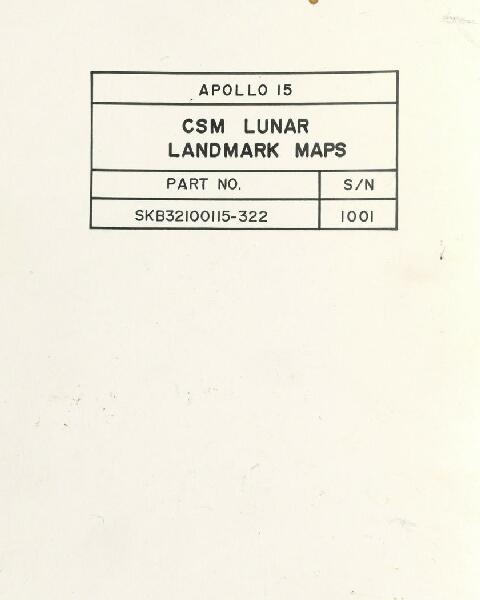 APOLLO 15
CSM LUNAR
LANDMARK MAPS
PART NO. S/N
SKB32100115-322 1001